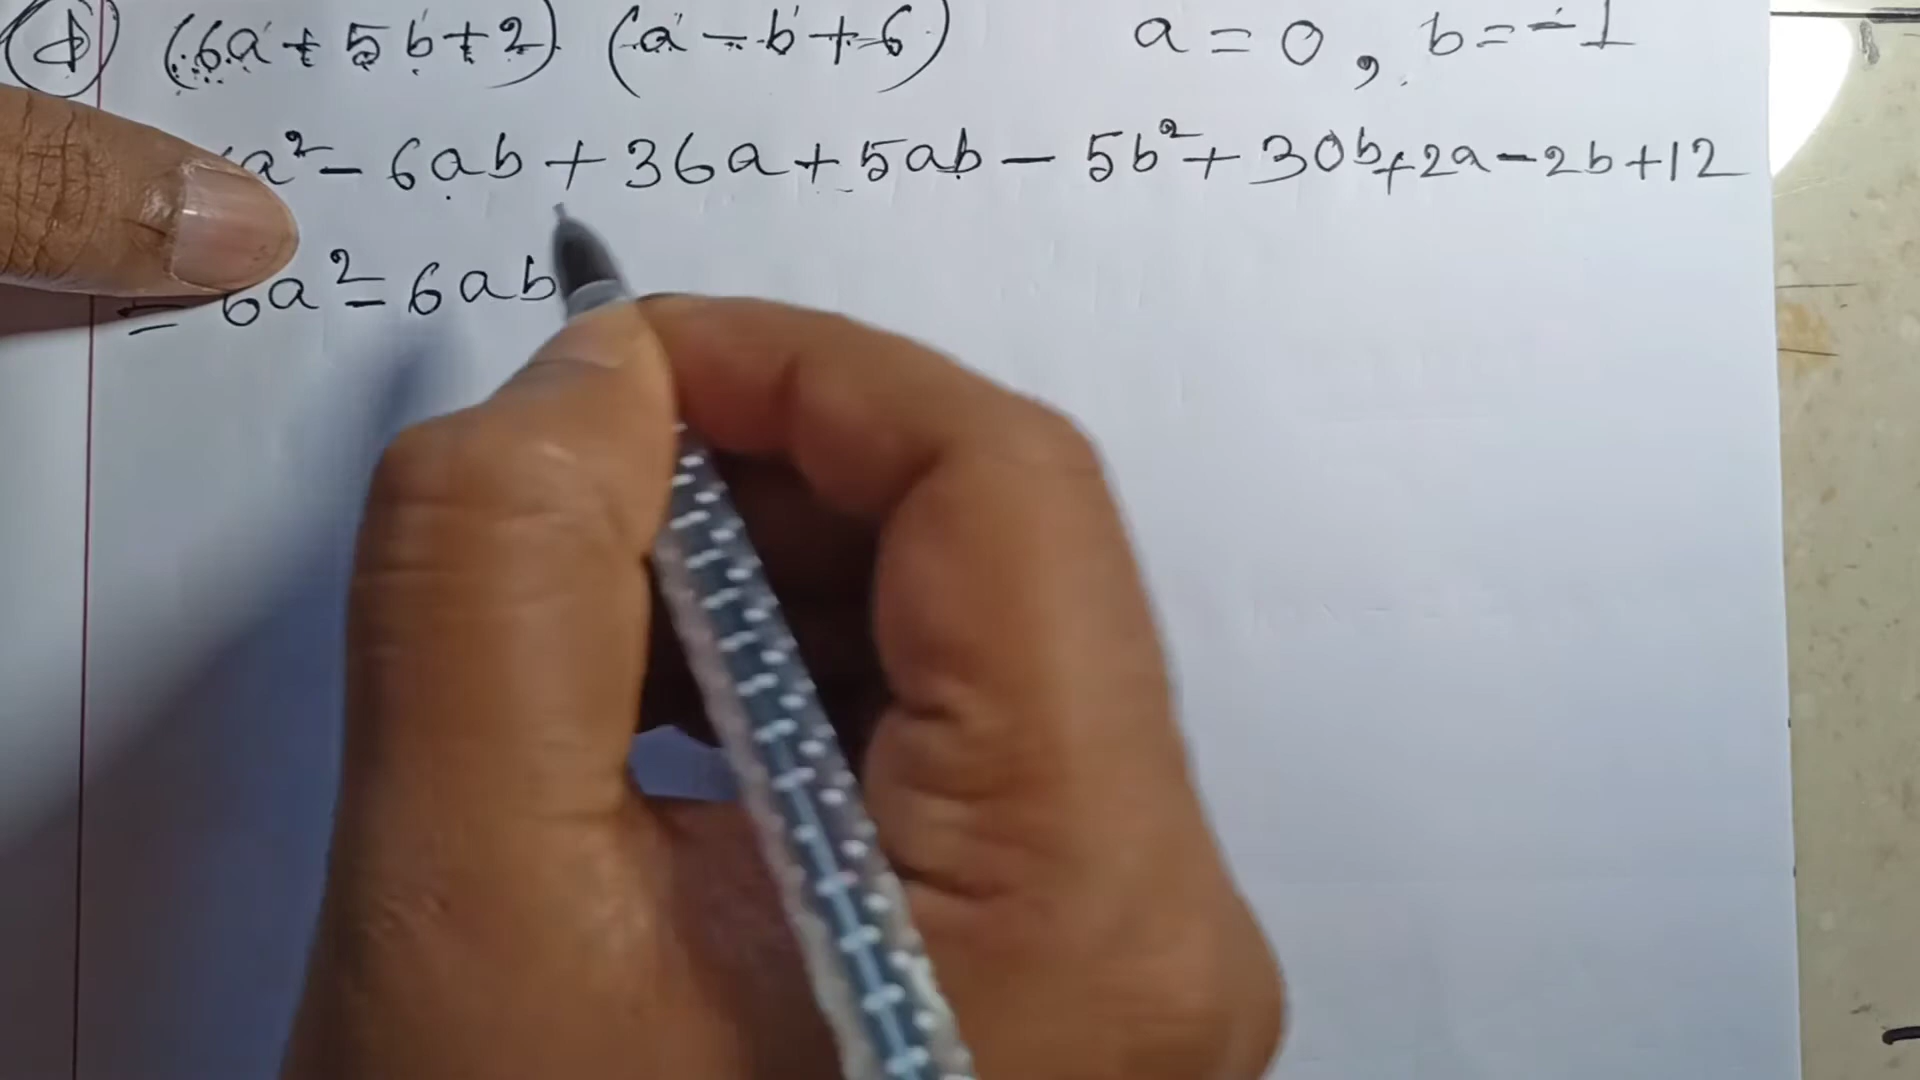 d (6a + 5b + 2) (a - b + 6) a = 0, b = -1
a² - 6ab + 36a + 5ab - 5b² + 30b + 2a - 2b + 12
= 6a² - 6ab